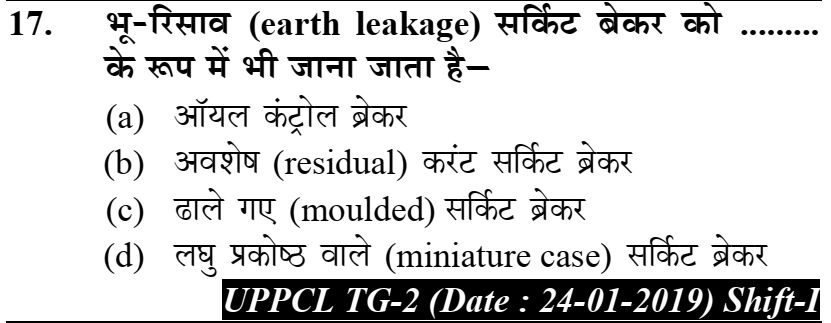 17. भू-रिसाव (earth leakage) सर्किट ब्रेकर को .........
के रूप में भी जाना जाता है–
(a) ऑयल कंट्रोल ब्रेकर
(b) अवशेष (residual) करंट सर्किट ब्रेकर
(c) ढाले गए (moulded) सर्किट ब्रेकर
(d) लघु प्रकोष्ठ वाले (miniature case) सर्किट ब्रेकर
UPPCL TG-2 (Date : 24-01-2019) Shift-I